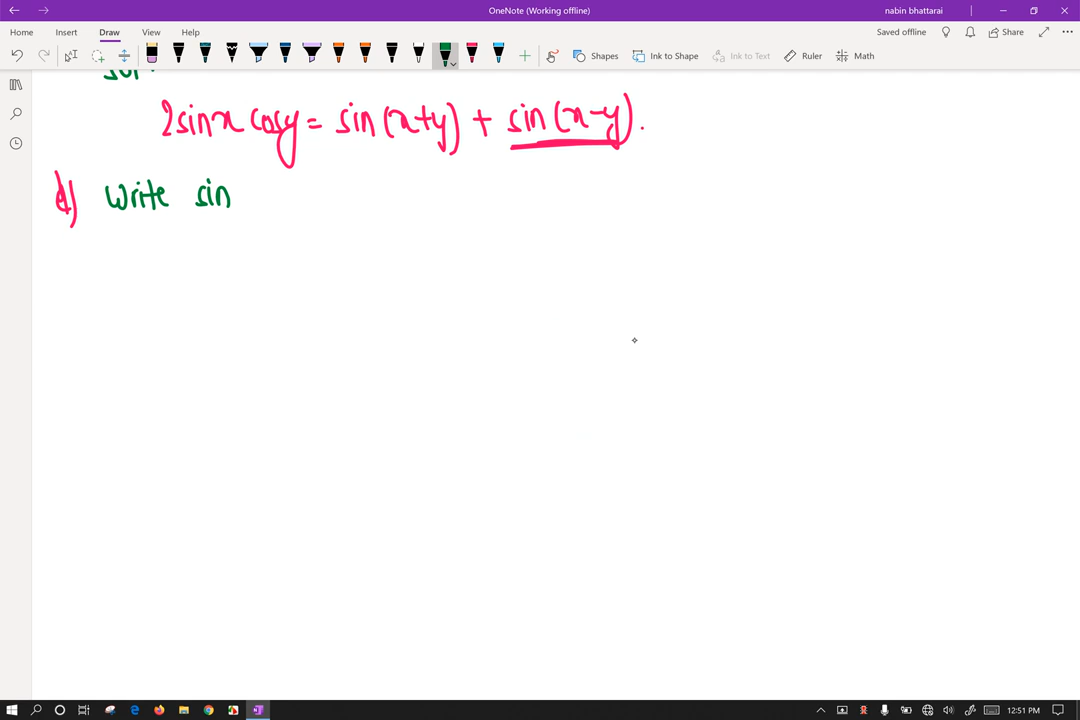 OneNote (Working offline)
nabin bhattarai
Home Insert Draw View Help
Saved offline Share
Shapes Ink to Shape Ink to Text Ruler Math
2sinx cosy = sin(x+y) + sin(x-y).
d) Write sin
12:51 PM